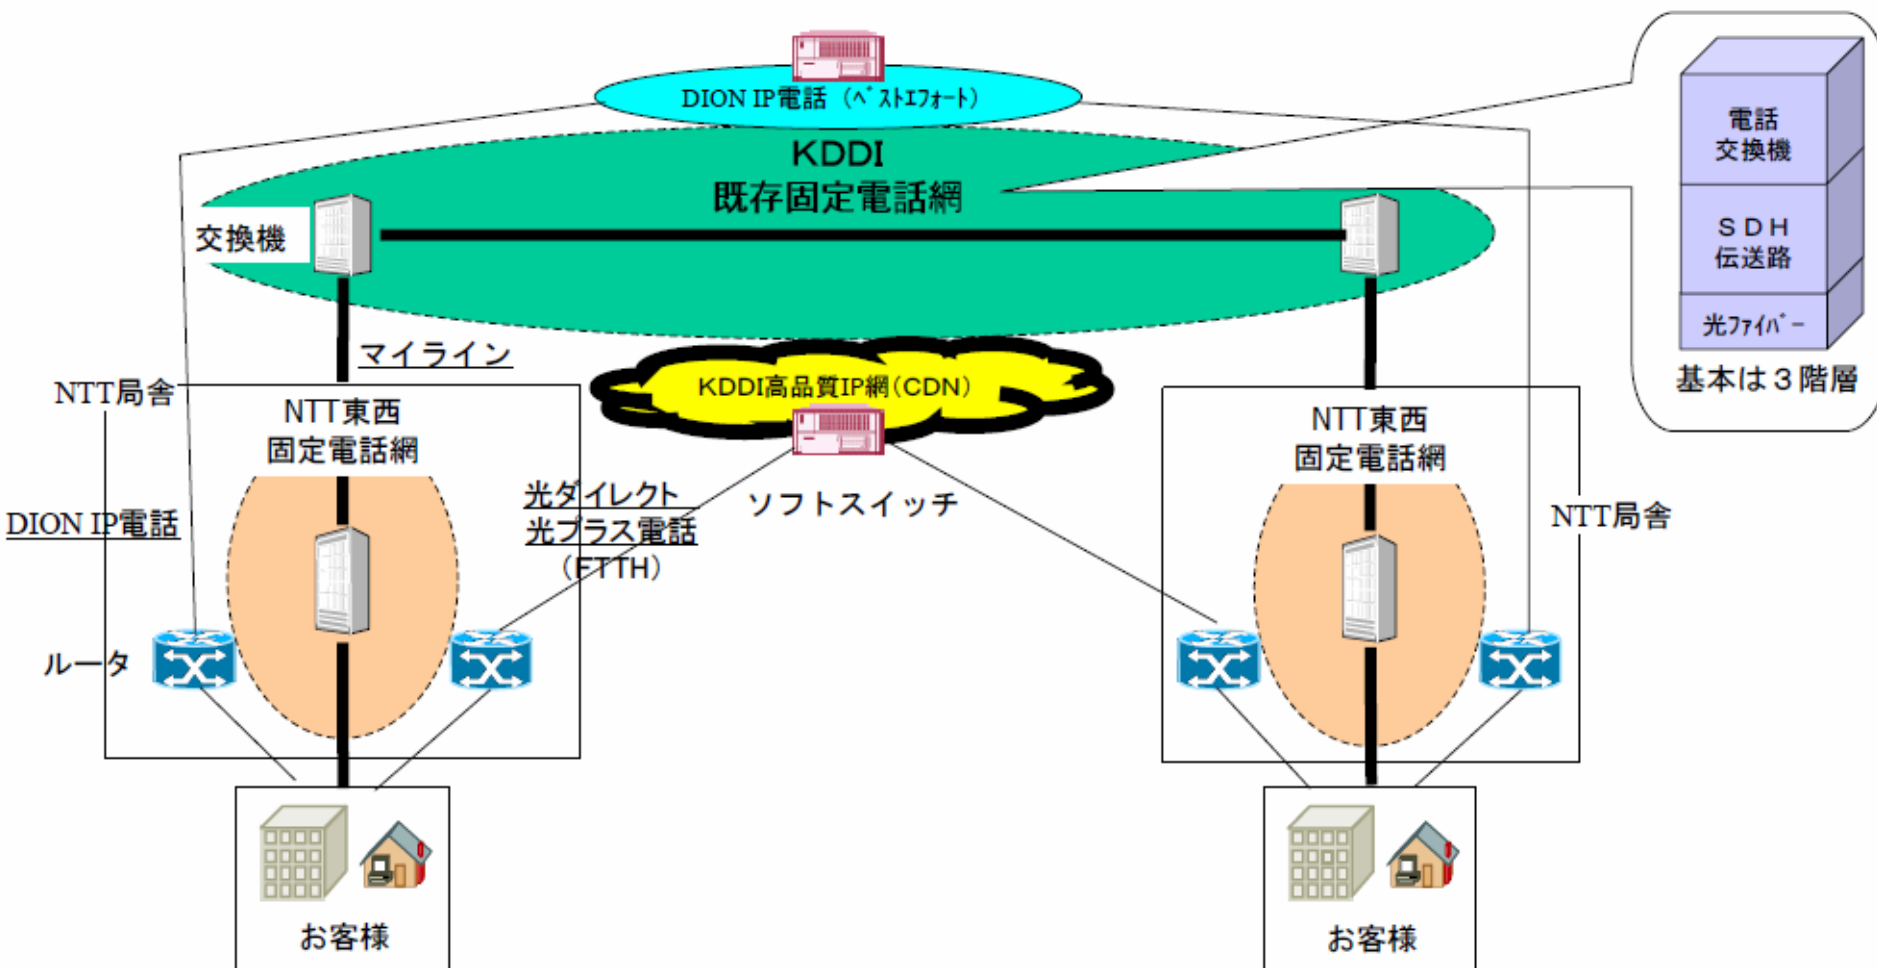 DION IP電話（ﾍﾞｽﾄｴﾌｫｰﾄ）
KDDI
既存固定電話網
交換機
電話
交換機
ＳＤＨ
伝送路
光ﾌｧｲﾊﾞｰ
基本は３階層
マイライン
KDDI高品質IP網（CDN）
ソフトスイッチ
NTT局舎
NTT東西
固定電話網
DION IP電話
光ダイレクト
光プラス電話
（FTTH）
ルータ
お客様
NTT東西
固定電話網
NTT局舎
お客様